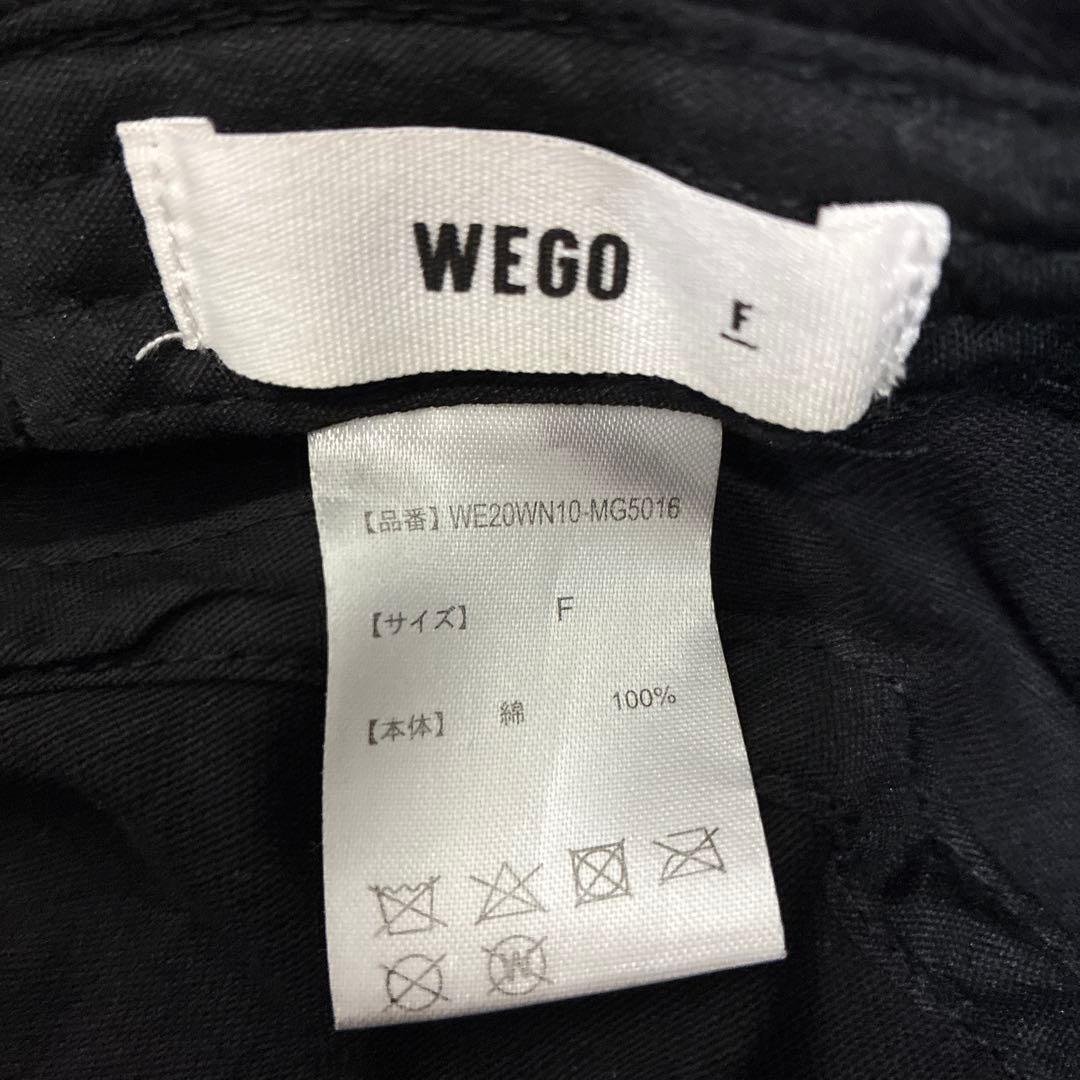 WEGO
F
【品番】WE20WN10-MG5016
【サイズ】 F
【本体】 綿 100%
W